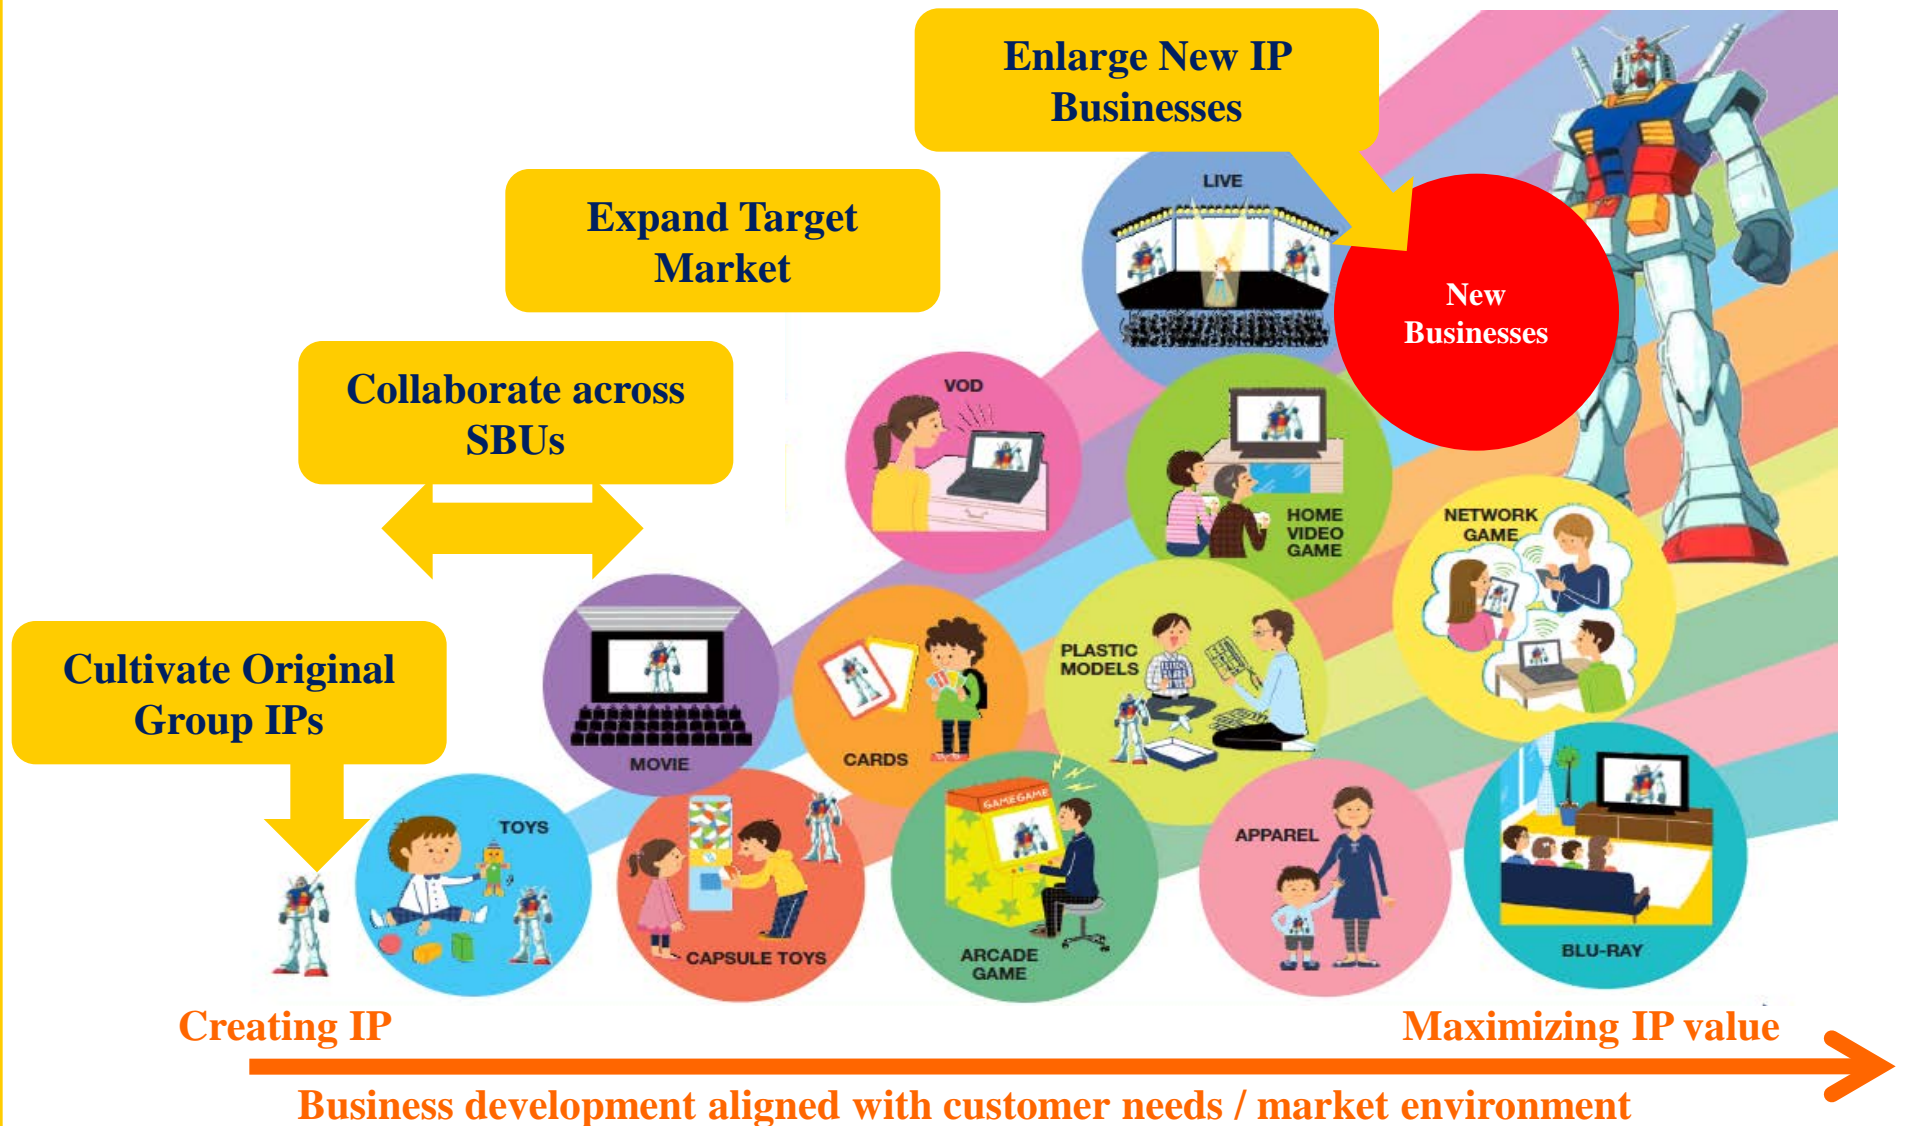 Enlarge New IP
Businesses
LIVE
Expand Target
Market
New
Businesses
Collaborate across
SBUs
VOD
HOME
VIDEO
GAME
NETWORK
GAME
Cultivate Original
Group IPs
PLASTIC
MODELS
MOVIE
CARDS
GAMEGAME
TOYS
APPAREL
CAPSULE TOYS
ARCADE
GAME
BLU-RAY
Creating IP
Maximizing IP value
Business development aligned with customer needs / market environment